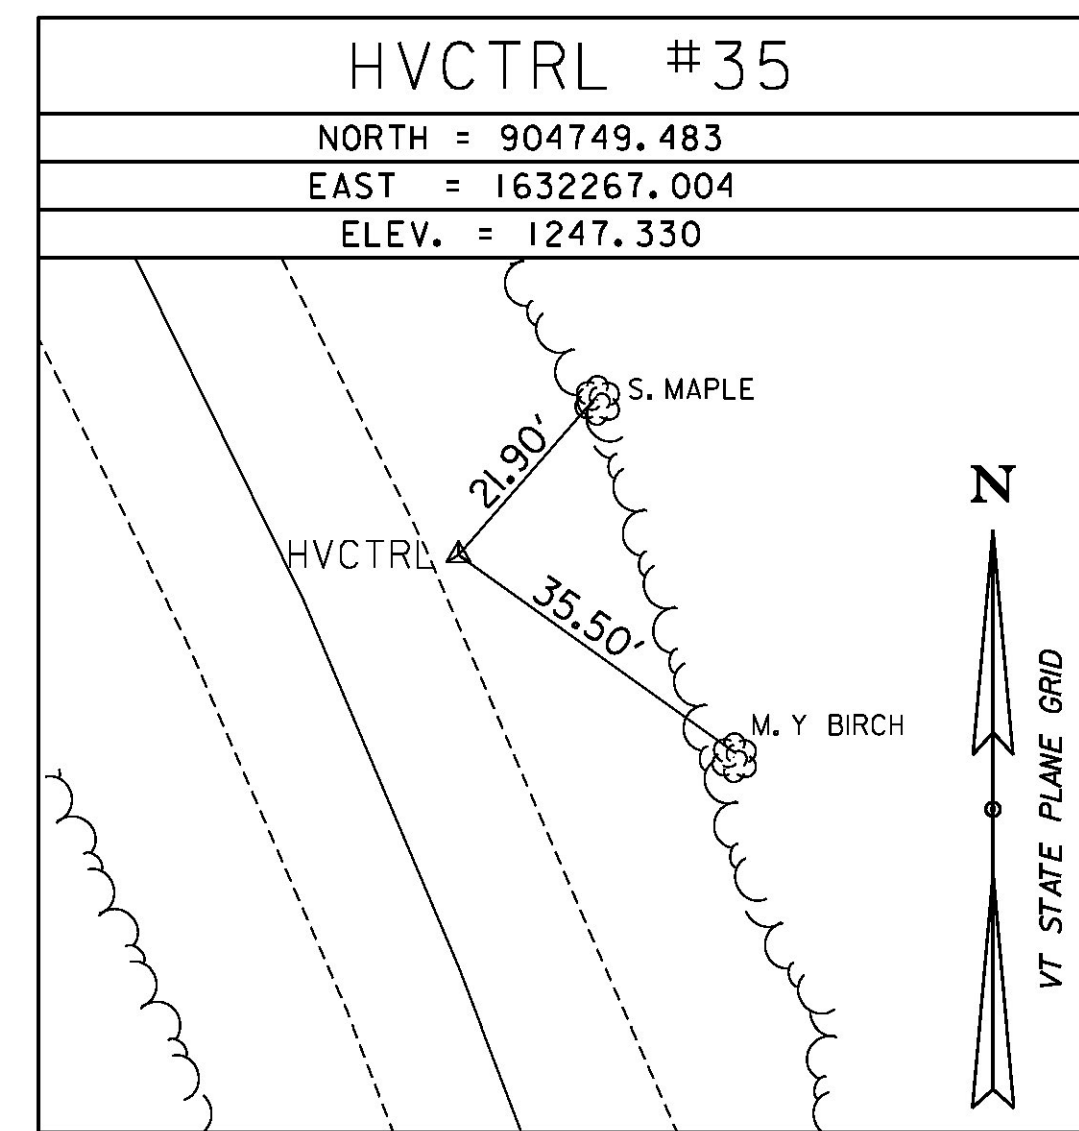 HVCTRL #35
NORTH = 904749.483
EAST = 1632267.004
ELEV. = 1247.330
S. MAPLE
21.90'
N
HVCTRL
35.50'
M. Y BIRCH
VT STATE PLANE GRID